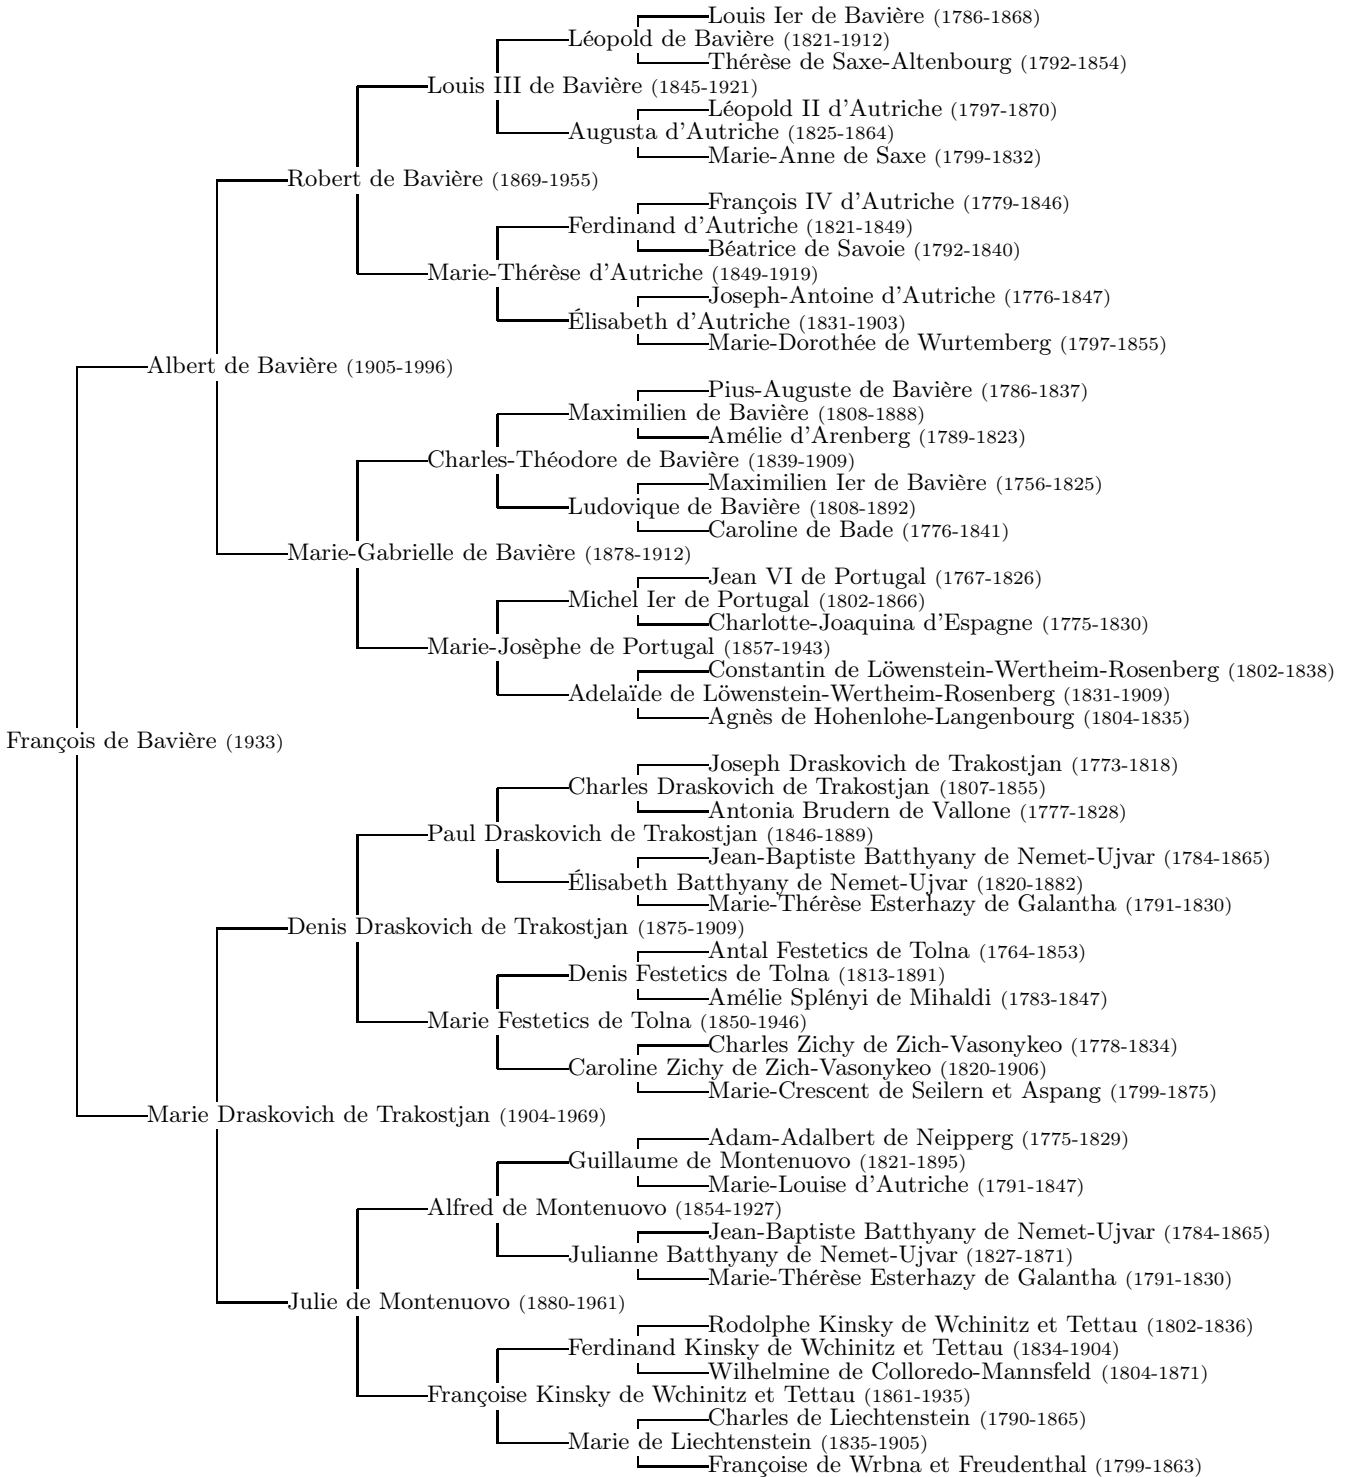 Louis Ier de Bavière (1786-1868)
Léopold de Bavière (1821-1912)
Thérèse de Saxe-Altenbourg (1792-1854)
Louis III de Bavière (1845-1921)
Léopold II d'Autriche (1797-1870)
Augusta d'Autriche (1825-1864)
Marie-Anne de Saxe (1799-1832)
Robert de Bavière (1869-1955)
François IV d'Autriche (1779-1846)
Ferdinand d'Autriche (1821-1849)
Béatrice de Savoie (1792-1840)
Marie-Thérèse d'Autriche (1849-1919)
Joseph-Antoine d'Autriche (1776-1847)
Élisabeth d'Autriche (1831-1903)
Marie-Dorothée de Wurtemberg (1797-1855)
Albert de Bavière (1905-1996)
Pius-Auguste de Bavière (1786-1837)
Maximilien de Bavière (1808-1888)
Amélie d'Arenberg (1789-1823)
Charles-Théodore de Bavière (1839-1909)
Maximilien Ier de Bavière (1756-1825)
Ludovique de Bavière (1808-1892)
Caroline de Bade (1776-1841)
Marie-Gabrielle de Bavière (1878-1912)
Jean VI de Portugal (1767-1826)
Michel Ier de Portugal (1802-1866)
Charlotte-Joaquina d'Espagne (1775-1830)
Marie-Josèphe de Portugal (1857-1943)
Constantin de Löwenstein-Wertheim-Rosenberg (1802-1838)
Adelaïde de Löwenstein-Wertheim-Rosenberg (1831-1909)
Agnès de Hohenlohe-Langenbourg (1804-1835)
François de Bavière (1933)
Joseph Draskovich de Trakostjan (1773-1818)
Charles Draskovich de Trakostjan (1807-1855)
Antonia Brudern de Vallone (1777-1828)
Paul Draskovich de Trakostjan (1846-1889)
Jean-Baptiste Batthyany de Nemet-Ujvar (1784-1865)
Élisabeth Batthyany de Nemet-Ujvar (1820-1882)
Marie-Thérèse Esterhazy de Galantha (1791-1830)
Denis Draskovich de Trakostjan (1875-1909)
Antal Festetics de Tolna (1764-1853)
Denis Festetics de Tolna (1813-1891)
Amélie Splényi de Mihaldi (1783-1847)
Marie Festetics de Tolna (1850-1946)
Charles Zichy de Zich-Vasonykeo (1778-1834)
Caroline Zichy de Zich-Vasonykeo (1820-1906)
Marie-Crescent de Seilern et Aspang (1799-1875)
Marie Draskovich de Trakostjan (1904-1969)
Adam-Adalbert de Neipperg (1775-1829)
Guillaume de Montenuovo (1821-1895)
Marie-Louise d'Autriche (1791-1847)
Alfred de Montenuovo (1854-1927)
Jean-Baptiste Batthyany de Nemet-Ujvar (1784-1865)
Julianne Batthyany de Nemet-Ujvar (1827-1871)
Marie-Thérèse Esterhazy de Galantha (1791-1830)
Julie de Montenuovo (1880-1961)
Rodolphe Kinsky de Wchinitz et Tettau (1802-1836)
Ferdinand Kinsky de Wchinitz et Tettau (1834-1904)
Wilhelmine de Colloredo-Mannsfeld (1804-1871)
Françoise Kinsky de Wchinitz et Tettau (1861-1935)
Charles de Liechtenstein (1790-1865)
Marie de Liechtenstein (1835-1905)
Françoise de Wrbna et Freudenthal (1799-1863)